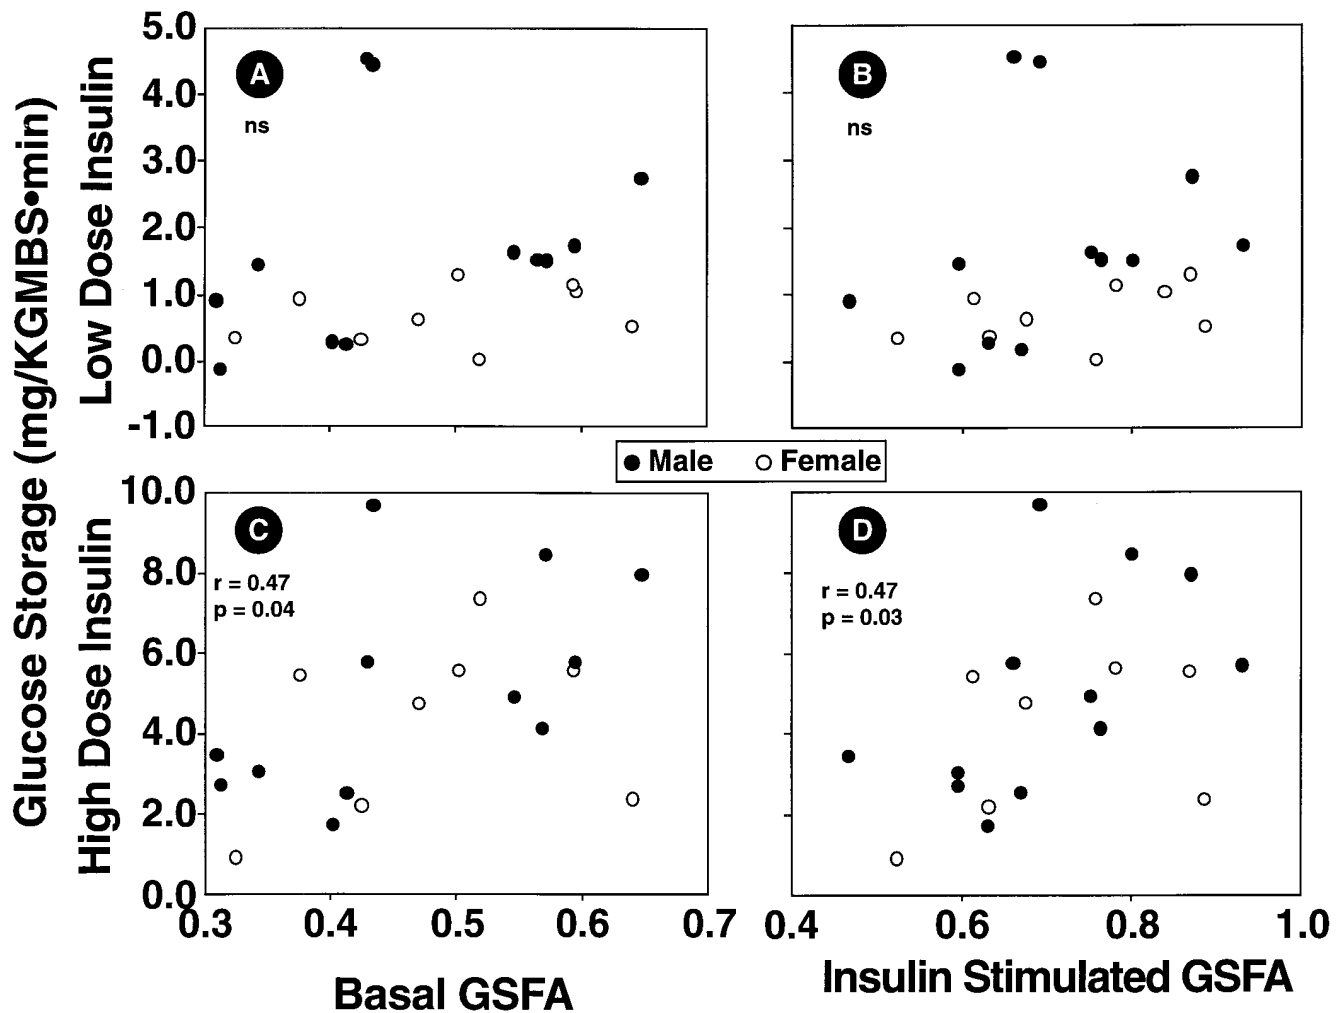 Glucose Storage (mg/KGMBS•min)
Low Dose Insulin
5.0
4.0
3.0
2.0
1.0
0.0
-1.0
A
ns
B
ns
Male Female
High Dose Insulin
10.0
8.0
6.0
4.0
2.0
0.0
C
r = 0.47
p = 0.04
D
r = 0.47
p = 0.03
0.3 0.4 0.5 0.6 0.7
0.4 0.6 0.8 1.0
Basal GSFA
Insulin Stimulated GSFA